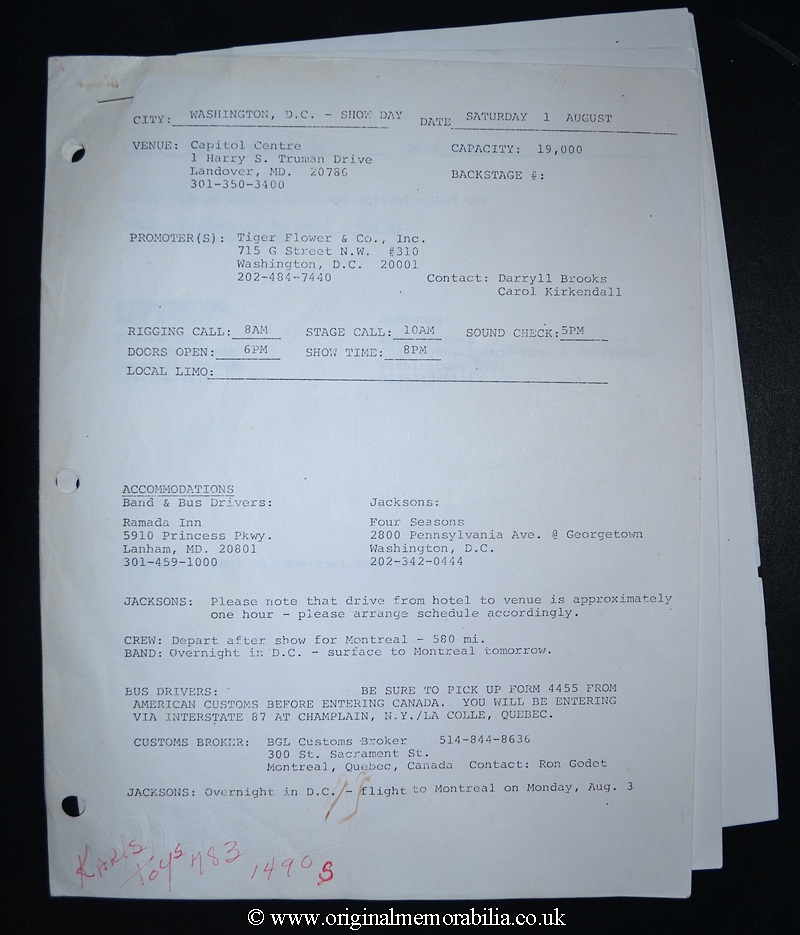 CITY: WASHINGTON, D.C. - SHOW DAY DATE SATURDAY 1 AUGUST
VENUE: Capitol Centre CAPACITY: 19,000
1 Harry S. Truman Drive
Landover, MD. 20786 BACKSTAGE #:
301-350-3400
PROMOTER(S): Tiger Flower & Co., Inc.
715 G Street N.W. #310
Washington, D.C. 20001
202-484-7440 Contact: Darryll Brooks
Carol Kirkendall
RIGGING CALL: 8AM STAGE CALL: 10AM SOUND CHECK: 5PM
DOORS OPEN: 6PM SHOW TIME: 8PM
LOCAL LIMO:
ACCOMMODATIONS
Band & Bus Drivers: Jacksons:
Ramada Inn Four Seasons
5910 Princess Pkwy. 2800 Pennsylvania Ave. @ Georgetown
Lanham, MD. 20801 Washington, D.C.
301-459-1000 202-342-0444
JACKSONS: Please note that drive from hotel to venue is approximately
one hour - please arrange schedule accordingly.
CREW: Depart after show for Montreal - 580 mi.
BAND: Overnight in D.C. - surface to Montreal tomorrow.
BUS DRIVERS: BE SURE TO PICK UP FORM 4455 FROM
AMERICAN CUSTOMS BEFORE ENTERING CANADA. YOU WILL BE ENTERING
VIA INTERSTATE 87 AT CHAMPLAIN, N.Y./LA COLLE, QUEBEC.
CUSTOMS BROKER: BGL Customs Broker 514-844-8636
300 St. Sacrament St.
Montreal, Quebec, Canada Contact: Ron Godet
JACKSONS: Overnight in D.C. - flight to Montreal on Monday, Aug. 3
Toys
© www.originalmemorabilia.co.uk